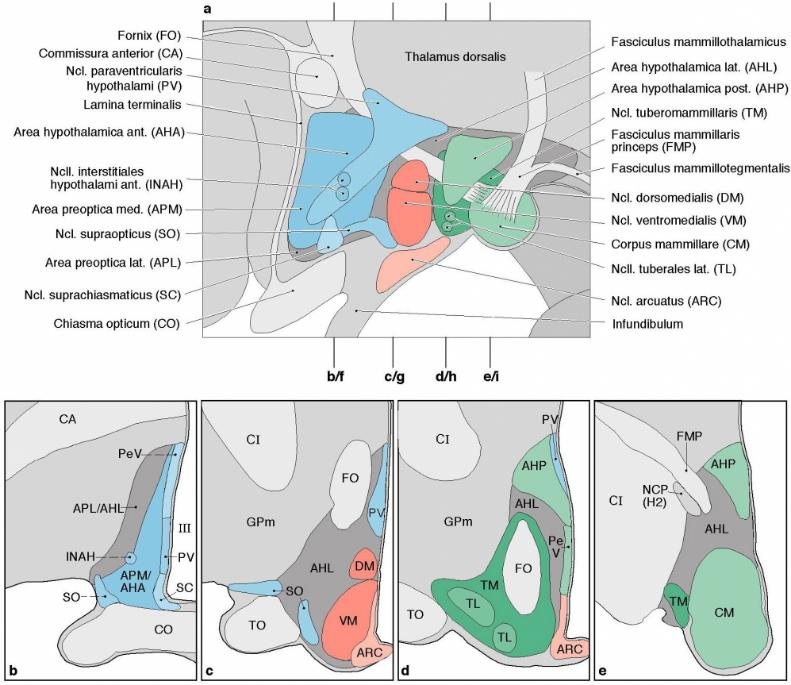 a
Fornix (FO)
Commissura anterior (CA)
Ncl. paraventricularis
hypothalami (PV)
Lamina terminalis
Area hypothalamica ant. (AHA)
Ncll. interstitiales
hypothalami ant. (INAH)
Area preoptica med. (APM)
Ncl. supraopticus (SO)
Area preoptica lat. (APL)
Ncl. suprachiasmaticus (SC)
Chiasma opticum (CO)
Thalamus dorsalis
Fasciculus mammillothalamicus
Area hypothalamica lat. (AHL)
Area hypothalamica post. (AHP)
Ncl. tuberomammillaris (TM)
Fasciculus mammillaris
princeps (FMP)
Fasciculus mammillotegmentalis
Ncl. dorsomedialis (DM)
Ncl. ventromedialis (VM)
Corpus mammillare (CM)
Ncll. tuberales lat. (TL)
Ncl. arcuatus (ARC)
Infundibulum
b/f
c/g
d/h
e/i
CA
PeV
APL/AHL
III
INAH
PV
APM/
AHA
SO
SC
CO
b
CI
FO
GPm
PV
AHL
DM
SO
TO
VM
ARC
c
PV
CI
AHP
AHL
GPm
Pe
V
FO
TM
TL
TO
TL
ARC
d
FMP
AHP
NCP
(H2)
CI
AHL
TM
CM
e